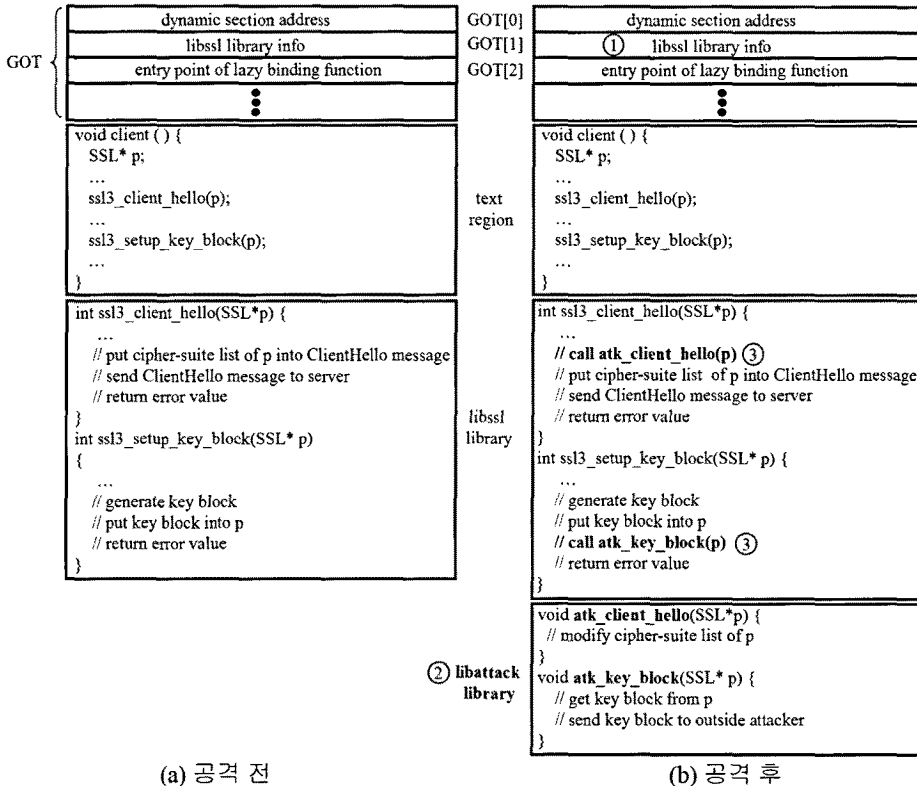 GOT
dynamic section address
libssl library info
entry point of lazy binding function
GOT[0]
GOT[1]
GOT[2]
dynamic section address
① libssl library info
entry point of lazy binding function
void client ( ) {
SSL* p;
...
ssl3_client_hello(p);
...
ssl3_setup_key_block(p);
...
}
text
region
void client ( ) {
SSL* p;
...
ssl3_client_hello(p);
...
ssl3_setup_key_block(p);
...
}
int ssl3_client_hello(SSL*p) {
...
// put cipher-suite list of p into ClientHello message
// send ClientHello message to server
// return error value
}
int ssl3_setup_key_block(SSL* p)
{
...
// generate key block
// put key block into p
// return error value
}
libssl
library
int ssl3_client_hello(SSL*p) {
...
// call atk_client_hello(p) ③
// put cipher-suite list of p into ClientHello message
// send ClientHello message to server
// return error value
}
int ssl3_setup_key_block(SSL* p) {
...
// generate key block
// put key block into p
// call atk_key_block(p) ③
// return error value
}
② libattack
library
void atk_client_hello(SSL*p) {
// modify cipher-suite list of p
}
void atk_key_block(SSL* p) {
// get key block from p
// send key block to outside attacker
}
(a) 공격 전
(b) 공격 후